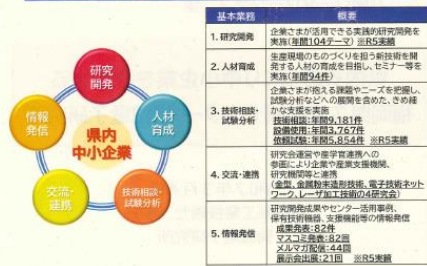 研究
開発
人材
育成
技術相談・
試験分析
交流・
連携
情報
発信
県内
中小企業
基本業務 概要
1. 研究開発 企業さまが活用できる実践的研究開発を
実施(年間104テーマ) ※R5実績
2. 人材育成 生産現場のものづくりを担う新技術を開
発する人材の育成を目指し、セミナー等を
実施(年間94件)
3. 技術相談・
試験分析
企業さまが抱える課題やニーズを把握し、
試験分析などへの展開を含めた、きめ細
かな支援を実施
技術相談:年間9,181件
設備使用:年間3,767件
依頼試験:年間5,854件 ※R5実績
4. 交流・連携 研究会運営や産学官連携への
参画により企業や産業支援機関、
研究機関等と連携
(金型、金属粉末造形技術、電子技術ネット
ワーク、レーザ加工技術の4研究会)
5. 情報発信 研究開発成果やセンター活用事例、
保有技術機器、支援機能等の情報発信
成果発表:82件
マスコミ発表:82回
メルマガ配信:44回
展示会出展:21回 ※R5実績